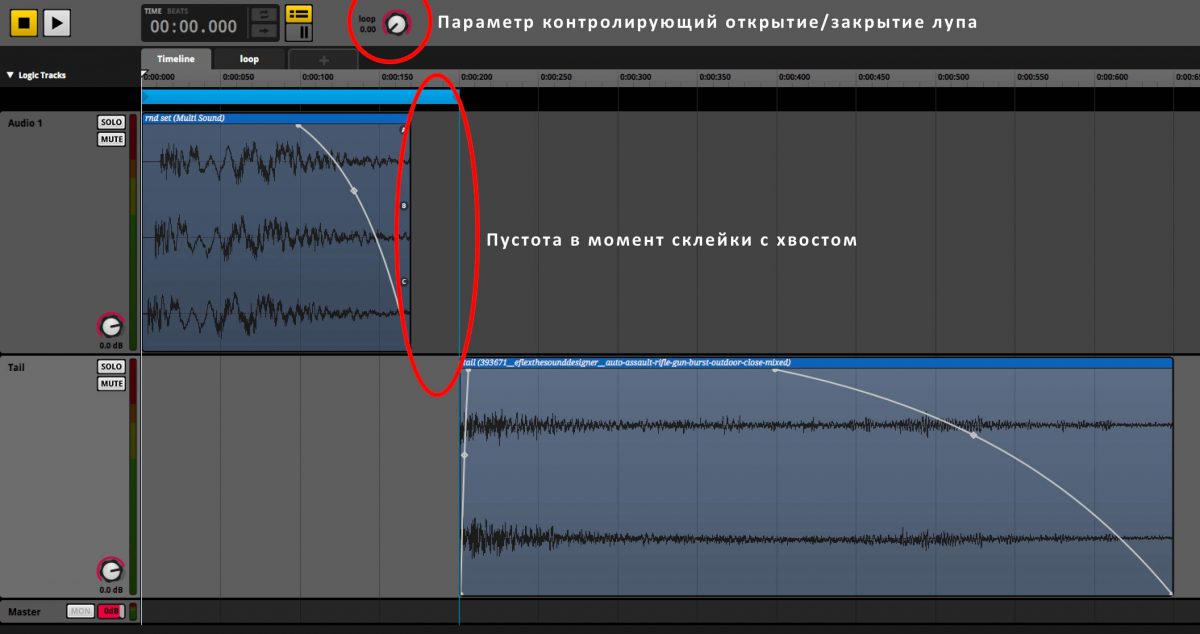 TIME BEATS
00:00.000
loop
0.00
Параметр контролирующий открытие/закрытие лупа
Timeline
loop
+
Logic Tracks
0:00:000
0:00:050
0:00:100
0:00:150
0:00:200
0:00:250
0:00:300
0:00:350
0:00:400
0:00:450
0:00:500
0:00:550
0:00:600
0:00:65
Audio 1
SOLO
MUTE
rnd set (Multi Sound)
A
B
C
Пустота в момент склейки с хвостом
0.0 dB
Tail
SOLO
MUTE
tail (393671__eflexthesounddesigner__auto-assault-rifle-gun-burst-outdoor-close-mixed)
0.0 dB
Master
MON
0dB